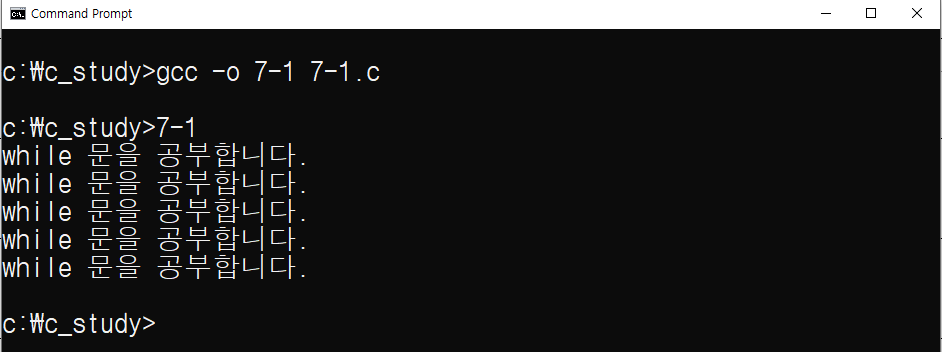 Command Prompt
c:₩c_study>gcc -o 7-1 7-1.c
c:₩c_study>7-1
while 문을 공부합니다.
while 문을 공부합니다.
while 문을 공부합니다.
while 문을 공부합니다.
while 문을 공부합니다.
c:₩c_study>